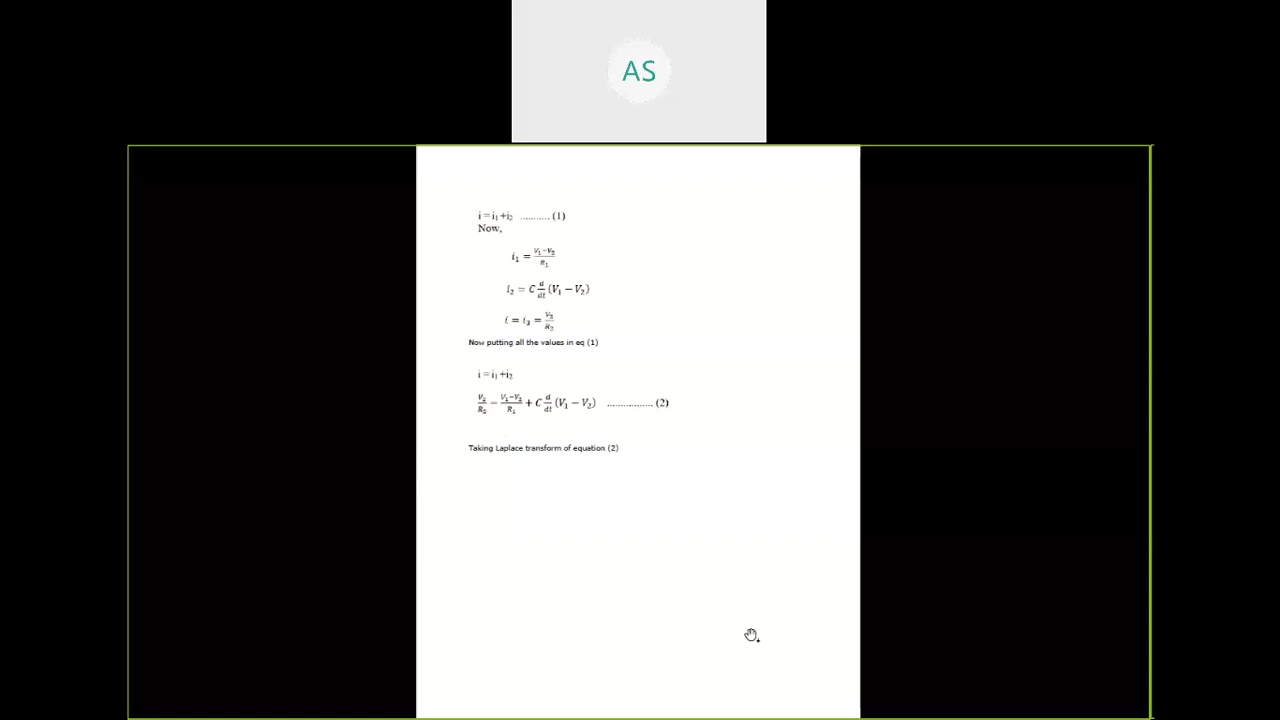 AS
i = i₁+i₂ .......... (1)
Now,
i₁ = (V₁−V₂)/R₁
i₂ = C d/dt (V₁ − V₂)
i = i₃ = V₂/R₂
Now putting all the values in eq (1)
i = i₁+i₂
V₂/R₂ = (V₁−V₂)/R₁ + C d/dt (V₁ − V₂) ................. (2)
Taking Laplace transform of equation (2)